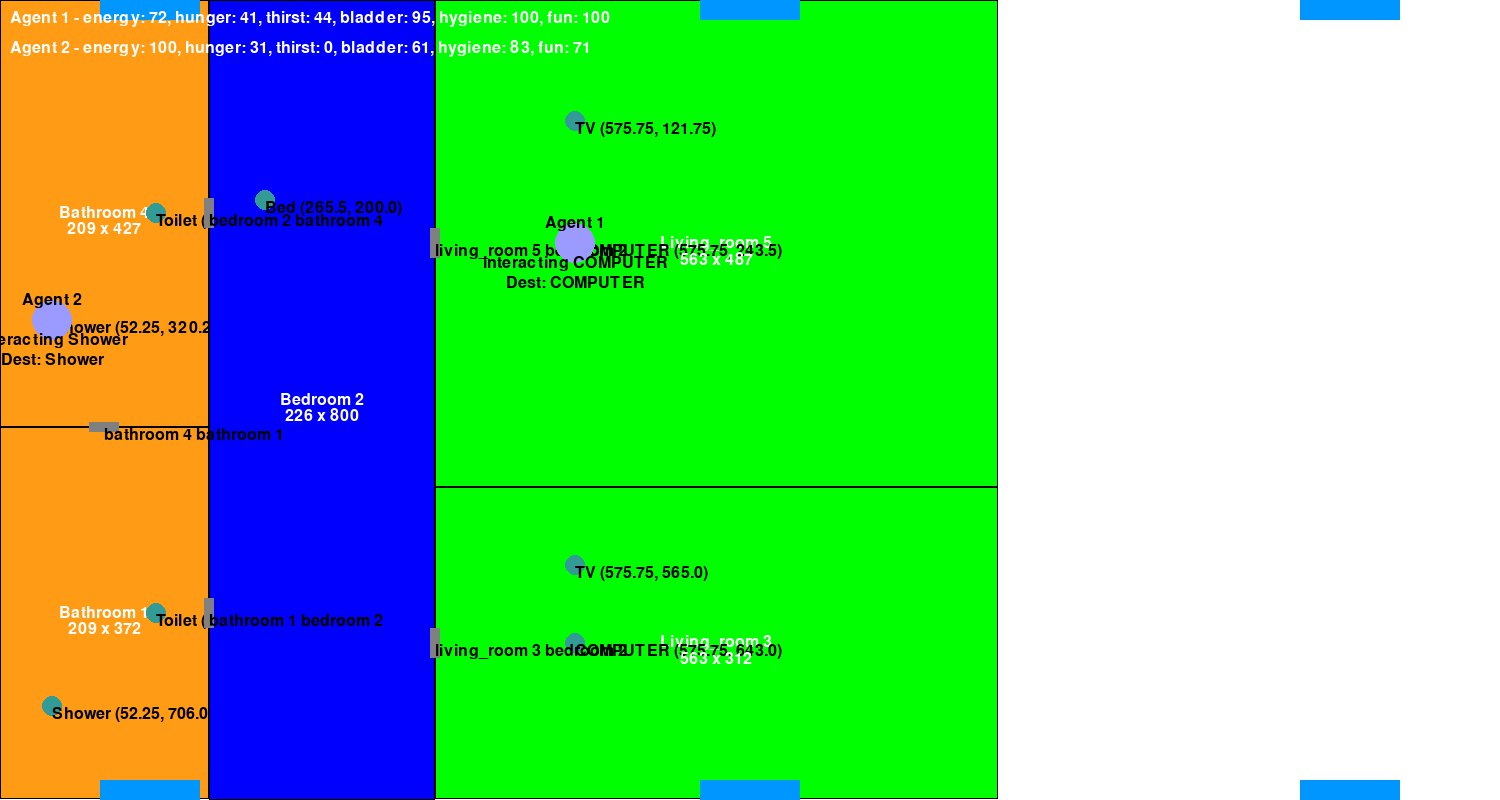 Agent 1 - energy: 72, hunger: 41, thirst: 44, bladder: 95, hygiene: 100, fun: 100
Agent 2 - energy: 100, hunger: 31, thirst: 0, bladder: 61, hygiene: 83, fun: 71
TV (575.75, 121.75)
Bed (265.5, 200.0)
Bathroom 4
Toilet (bedroom 2 bathroom 4
209 x 427
Agent 1
Living_room 5
living_room 5 bedroom 2
COMPUTER (575.75, 243.5)
563 x 487
Interacting COMPUTER
Dest: COMPUTER
Agent 2
Shower (52.25, 320.2
eracting Shower
Dest: Shower
Bedroom 2
226 x 800
bathroom 4 bathroom 1
TV (575.75, 565.0)
Bathroom 1
Toilet (bathroom 1 bedroom 2
209 x 372
Living_room 3
living_room 3 bedroom 2
COMPUTER (575.75, 643.0)
563 x 312
Shower (52.25, 706.0